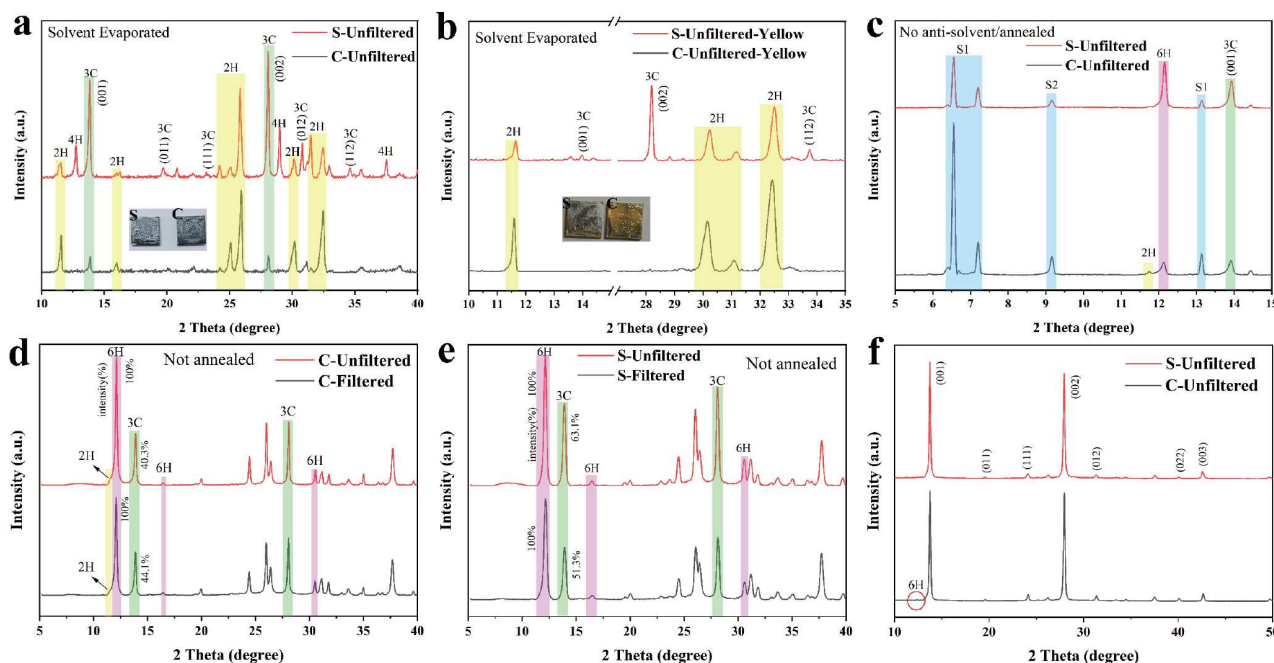 a
Solvent Evaporated
S-Unfiltered
C-Unfiltered
3C
(001)
2H
4H
2H
(011) 3C
(111) 3C
2H
3C
(002)
4H
2H
(012) 3C
2H
(112) 3C
4H
S
C
Intensity (a.u.)
10 15 20 25 30 35 40
2 Theta (degree)
b
Solvent Evaporated
S-Unfiltered-Yellow
C-Unfiltered-Yellow
2H
(001) 3C
3C
(002)
2H
2H
(112) 3C
S
C
Intensity (a.u.)
10 11 12 13 14 28 29 30 31 32 33 34 35
2 Theta (degree)
c
No anti-solvent/annealed
S-Unfiltered
C-Unfiltered
S1
S2
2H
6H
S1
(001) 3C
Intensity (a.u.)
5 6 7 8 9 10 11 12 13 14 15
2 Theta (degree)
d
Not annealed
C-Unfiltered
C-Filtered
6H
intensity(%)
100%
3C
40.3%
2H
6H
3C
6H
100%
44.1%
2H
Intensity (a.u.)
5 10 15 20 25 30 35 40
2 Theta (degree)
e
S-Unfiltered
S-Filtered
Not annealed
6H
intensity(%)
100%
3C
63.1%
6H
3C
6H
100%
51.3%
Intensity (a.u.)
5 10 15 20 25 30 35 40
2 Theta (degree)
f
S-Unfiltered
C-Unfiltered
(001)
(011)
(111)
(002)
(012)
(022)
(003)
6H
Intensity (a.u.)
10 20 30 40 50
2 Theta (degree)